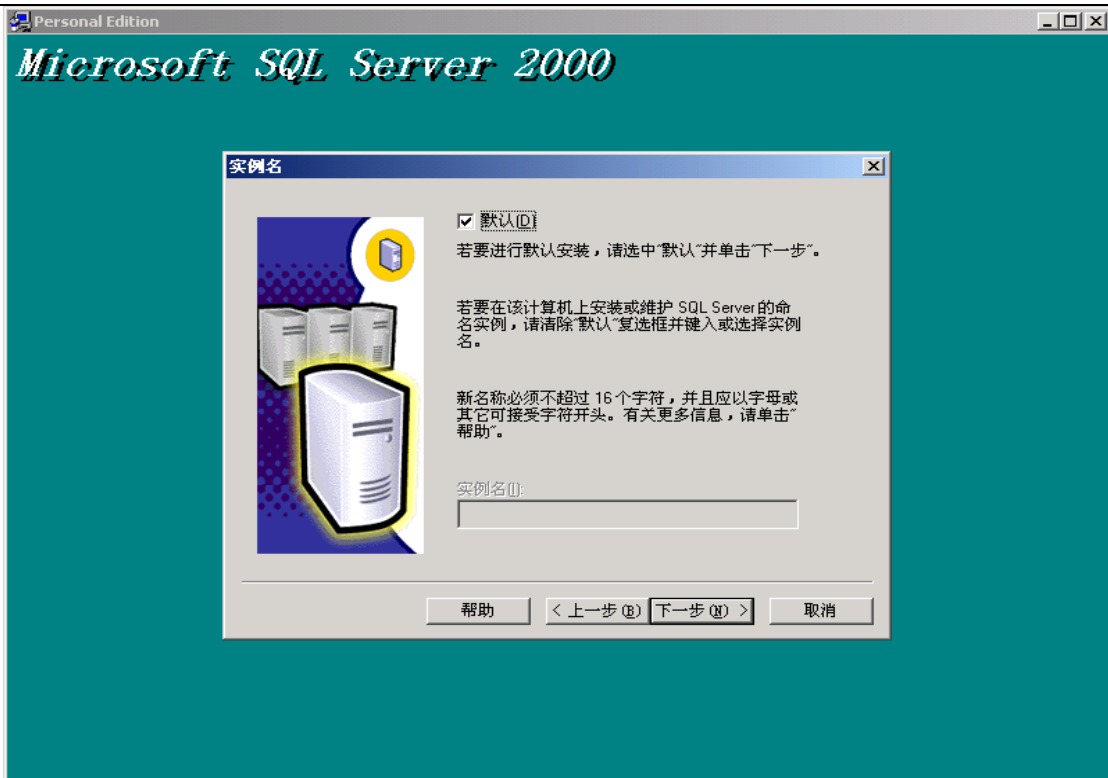 Personal Edition
Microsoft SQL Server 2000
实例名
默认(D)
若要进行默认安装，请选中"默认"并单击"下一步"。
若要在该计算机上安装或维护 SQL Server 的命
名实例，请清除"默认"复选框并键入或选择实例
名。
新名称必须不超过 16 个字符，并且应以字母或
其它可接受字符开头。有关更多信息，请单击"
帮助"。
实例名(I):
帮助
< 上一步(B)
下一步(N) >
取消